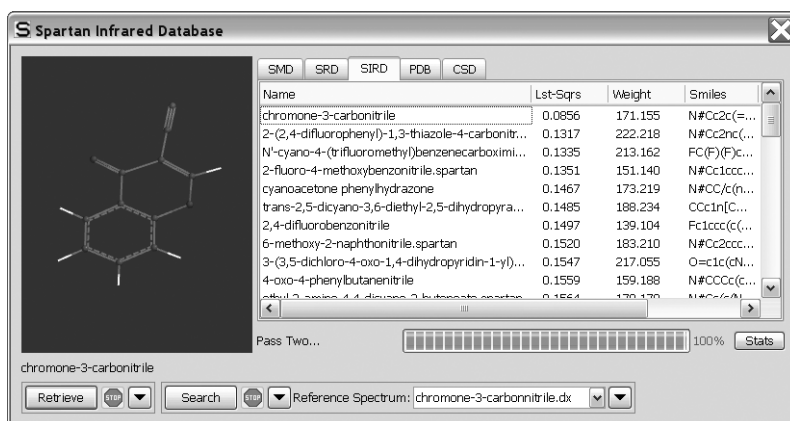 S Spartan Infrared Database
SMD SRD SIRD PDB CSD
Name Lst-Sqrs Weight Smiles
chromone-3-carbonitrile 0.0856 171.155 N#Cc2c(=...
2-(2,4-difluorophenyl)-1,3-thiazole-4-carbonitr... 0.1317 222.218 N#Cc2nc(...
N'-cyano-4-(trifluoromethyl)benzenecarboximi... 0.1335 213.162 FC(F)(F)c...
2-fluoro-4-methoxybenzonitrile.spartan 0.1351 151.140 N#Cc1ccc...
cyanoacetone phenylhydrazone 0.1467 173.219 N#CC/c(n...
trans-2,5-dicyano-3,6-diethyl-2,5-dihydropyra... 0.1485 188.234 CCc1n[C...
2,4-difluorobenzonitrile 0.1497 139.104 Fc1ccc(c(...
6-methoxy-2-naphthonitrile.spartan 0.1520 183.210 N#Cc2ccc...
3-(3,5-dichloro-4-oxo-1,4-dihydropyridin-1-yl)... 0.1547 217.055 O=c1c(cN...
4-oxo-4-phenylbutanenitrile 0.1559 159.188 N#CCCc(c...
Pass Two... 100% Stats
chromone-3-carbonitrile
Retrieve STOP Search STOP Reference Spectrum: chromone-3-carbonnitrile.dx